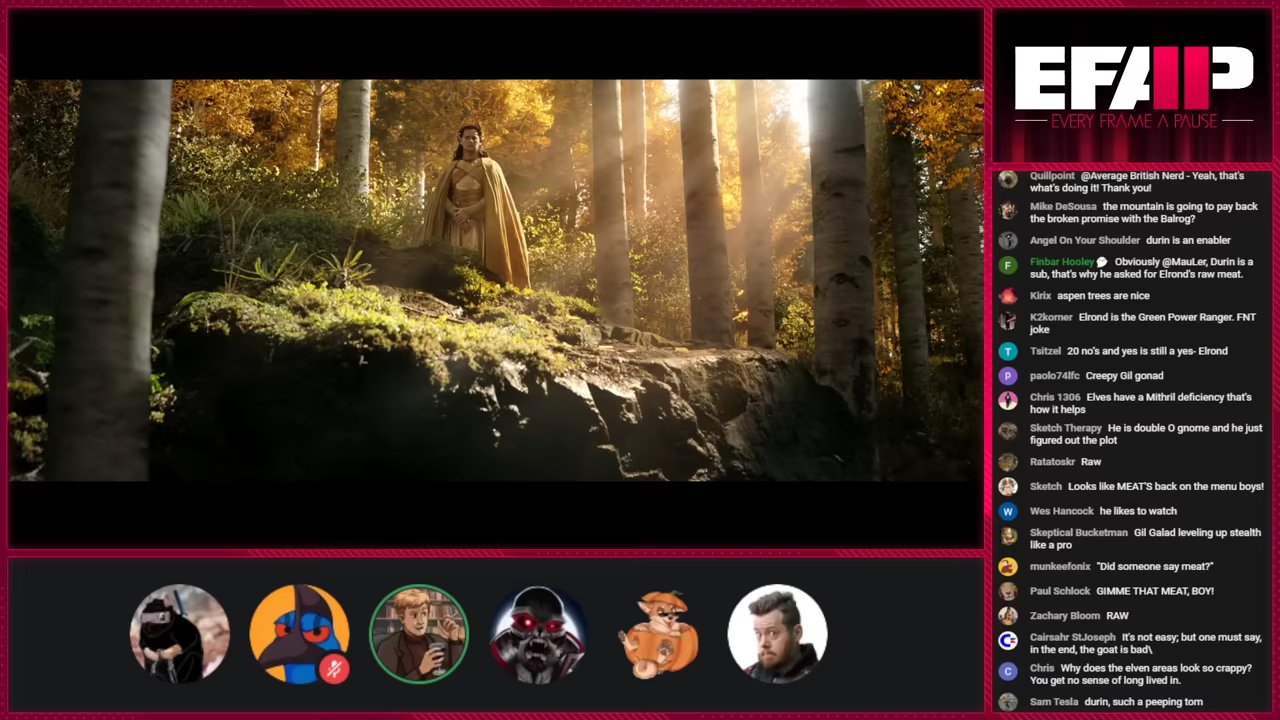 EFAP
EVERY FRAME A PAUSE
Quillpoint @Average British Nerd - Yeah, that's
what's doing it! Thank you!
Mike DeSousa the mountain is going to pay back
the broken promise with the Balrog?
Angel On Your Shoulder durin is an enabler
F
Finbar Hooley Obviously @MauLer, Durin is a
sub, that's why he asked for Elrond's raw meat.
Kirix aspen trees are nice
K2korner Elrond is the Green Power Ranger. FNT
joke
T
Tsitzel 20 no's and yes is still a yes- Elrond
P
paolo74lfc Creepy Gil gonad
Chris 1306 Elves have a Mithril deficiency that's
how it helps
Sketch Therapy He is double O gnome and he just
figured out the plot
Ratatoskr Raw
Sketch Looks like MEAT'S back on the menu boys!
W
Wes Hancock he likes to watch
Skeptical Bucketman Gil Galad leveling up stealth
like a pro
munkeefonix "Did someone say meat?"
Paul Schlock GIMME THAT MEAT, BOY!
Zachary Bloom RAW
Cairsahr StJoseph It's not easy; but one must say,
in the end, the goat is bad\
C
Chris Why does the elven areas look so crappy?
You get no sense of long lived in.
Sam Tesla durin, such a peeping tom